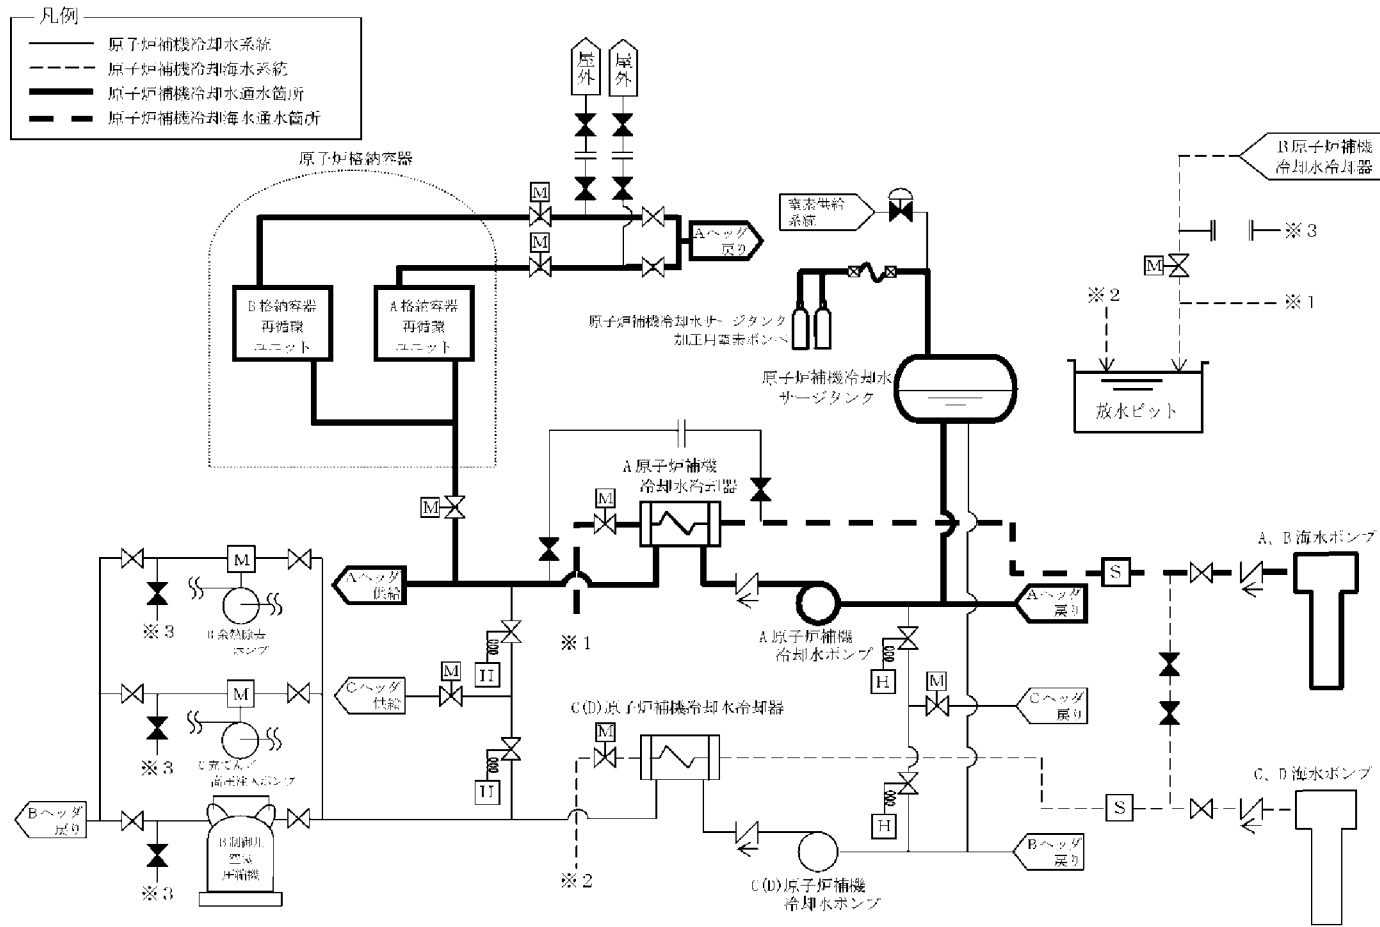 凡例
原子炉補機冷却水系統
原子炉補機冷却海水系統
原子炉補機冷却水通水箇所
原子炉補機冷却海水通水箇所
屋外
屋外
原子炉格納容器
M
M
Aヘッダ
戻り
窒素供給
系統
B原子炉補機
冷却水冷却器
※3
M
※1
※2
放水ピット
B格納容器
再循環
ユニット
A格納容器
再循環
ユニット
原子炉補機冷却水サージタンク
加圧用窒素ボンベ
原子炉補機冷却水
サージタンク
A原子炉補機
冷却水冷却器
M
M
Aヘッダ
供給
※1
A原子炉補機
冷却水ポンプ
Aヘッダ
戻り
S
A、B海水ポンプ
M
※3
B余熱除去
ポンプ
M
※3
C充てん／
高圧注入ポンプ
Bヘッダ
戻り
※3
B制御用
空気
圧縮機
H
M
Cヘッダ
供給
H
C(D)原子炉補機冷却水冷却器
M
※2
C(D)原子炉補機
冷却水ポンプ
H
M
Cヘッダ
戻り
H
Bヘッダ
戻り
S
C、D海水ポンプ